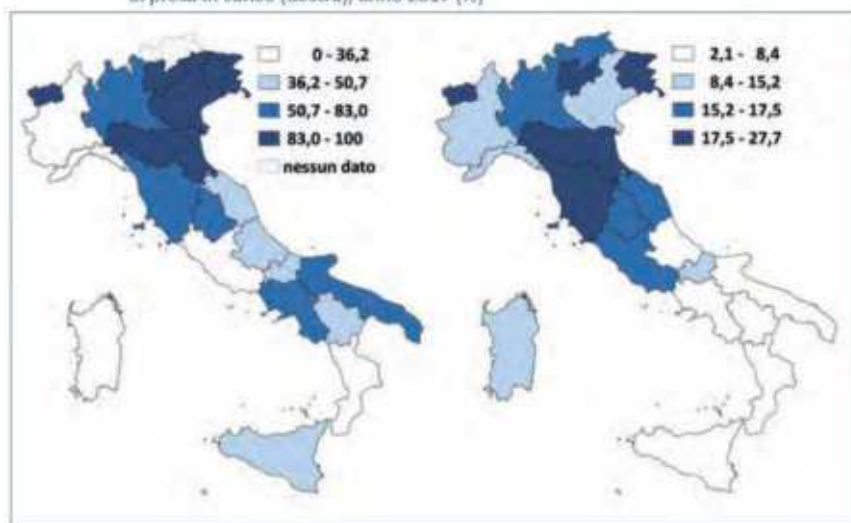 0 - 36,2
36,2 - 50,7
50,7 - 83,0
83,0 - 100
nessun dato
2,1 - 8,4
8,4 - 15,2
15,2 - 17,5
17,5 - 27,7